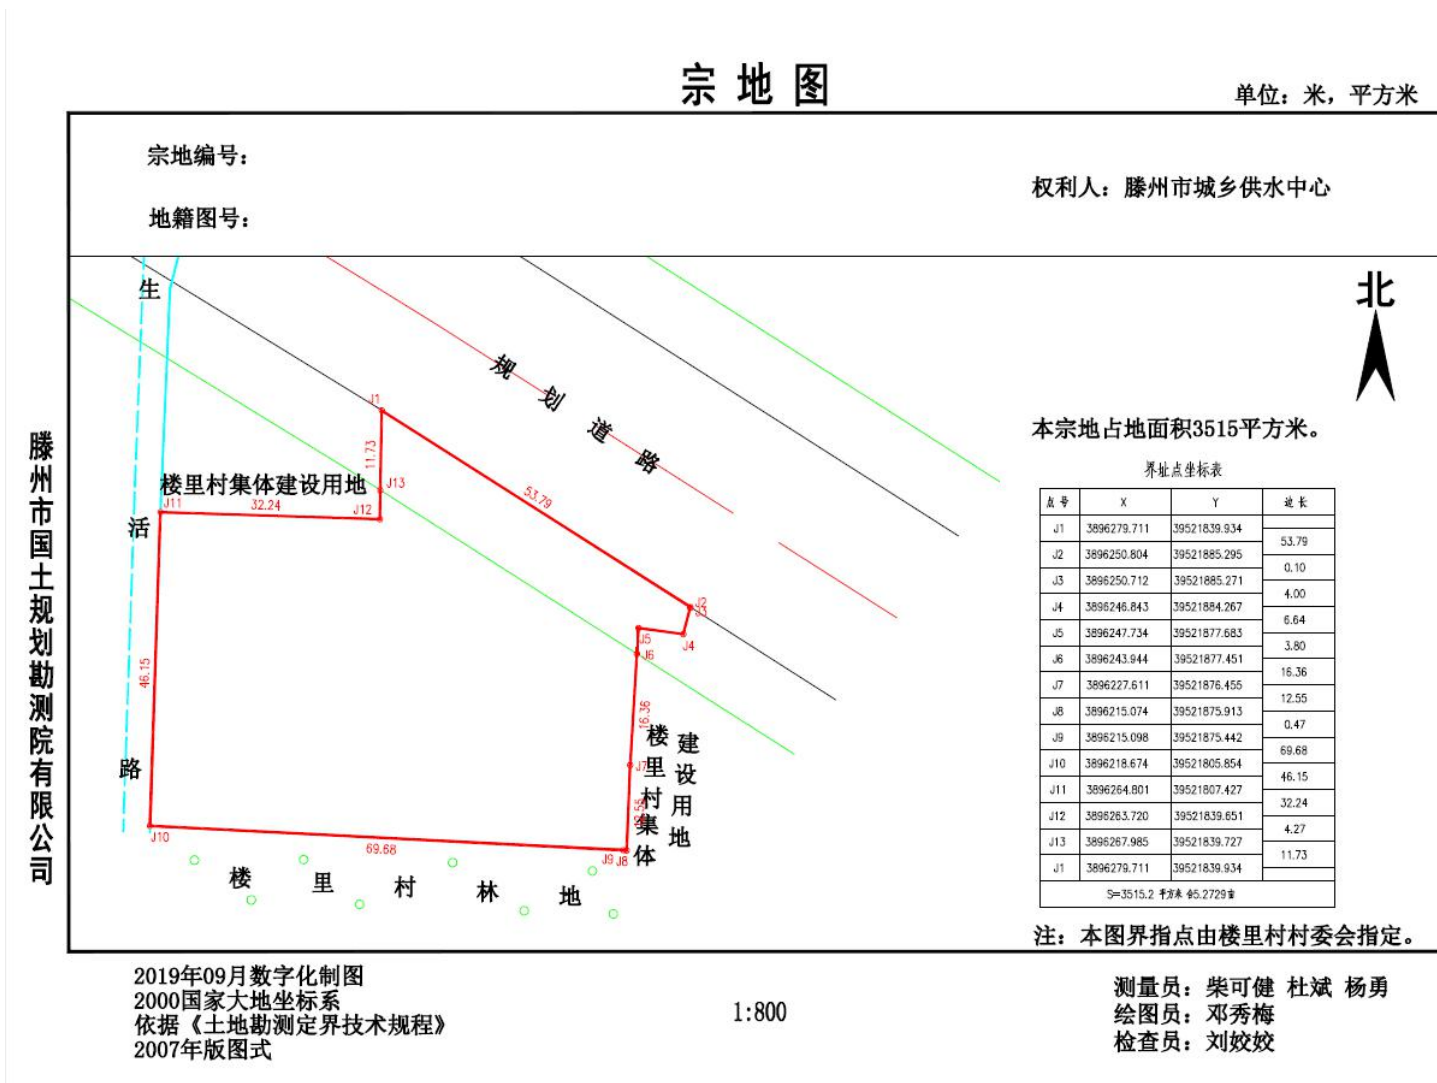 宗地图
单位：米，平方米
宗地编号：
地籍图号：
权利人：滕州市城乡供水中心
北
生活路
规划道路
楼里村集体建设用地
J1
11.73
J13
J11
32.24
J12
53.79
J2
J3
J4
J5
J6
46.15
16.36
J7
12.55
J10
69.68
J9
J8
楼里村集体
建设用地
楼里村林地
滕州市国土规划勘测院有限公司
本宗地占地面积3515平方米。
界址点坐标表
点号 X Y 边长
J1 3896279.711 39521839.934
53.79
J2 3896250.804 39521885.295
0.10
J3 3896250.712 39521885.271
4.00
J4 3896246.843 39521884.267
6.64
J5 3896247.734 39521877.683
3.80
J6 3896243.944 39521877.451
16.36
J7 3896227.611 39521876.455
12.55
J8 3896215.074 39521875.913
0.47
J9 3896215.098 39521875.442
69.68
J10 3896218.674 39521805.854
46.15
J11 3896264.801 39521807.427
32.24
J12 3896263.720 39521839.651
4.27
J13 3896267.985 39521839.727
11.73
J1 3896279.711 39521839.934
S=3515.2 平方米 合5.2729亩
注：本图界指点由楼里村村委会指定。
2019年09月数字化制图
2000国家大地坐标系
依据《土地勘测定界技术规程》
2007年版图式
1:800
测量员：柴可健 杜斌 杨勇
绘图员：邓秀梅
检查员：刘姣姣